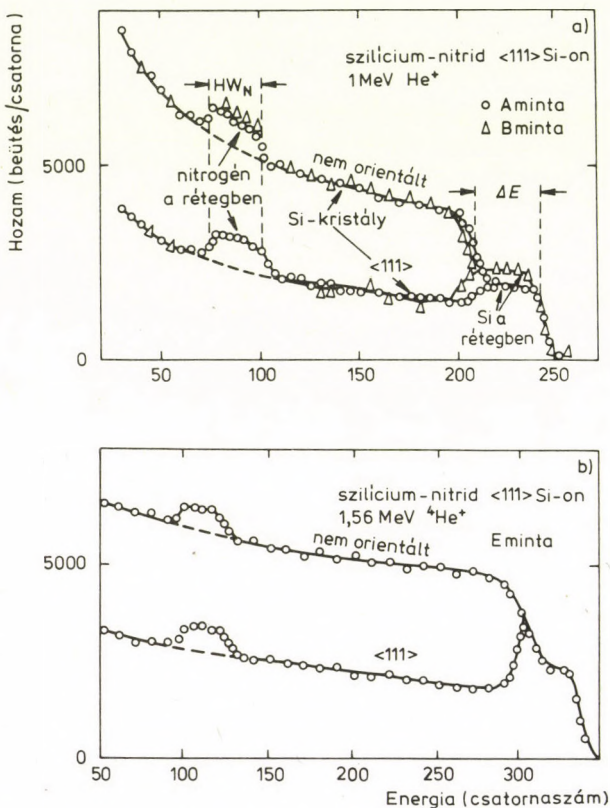 a)
szilícium-nitrid <111> Si-on
1 MeV He⁺
○ A minta
△ B minta
HW_N
nitrogén
a rétegben
nem orientált
Si-kristály
<111>
ΔE
Si a
rétegben
Hozam (beütés/csatorna)
5000
0
50 100 150 200 250
b)
szilícium-nitrid <111> Si-on
1,56 MeV ⁴He⁺
nem orientált
E minta
<111>
5000
0
50 100 150 200 250 300
Energia (csatornaszám)